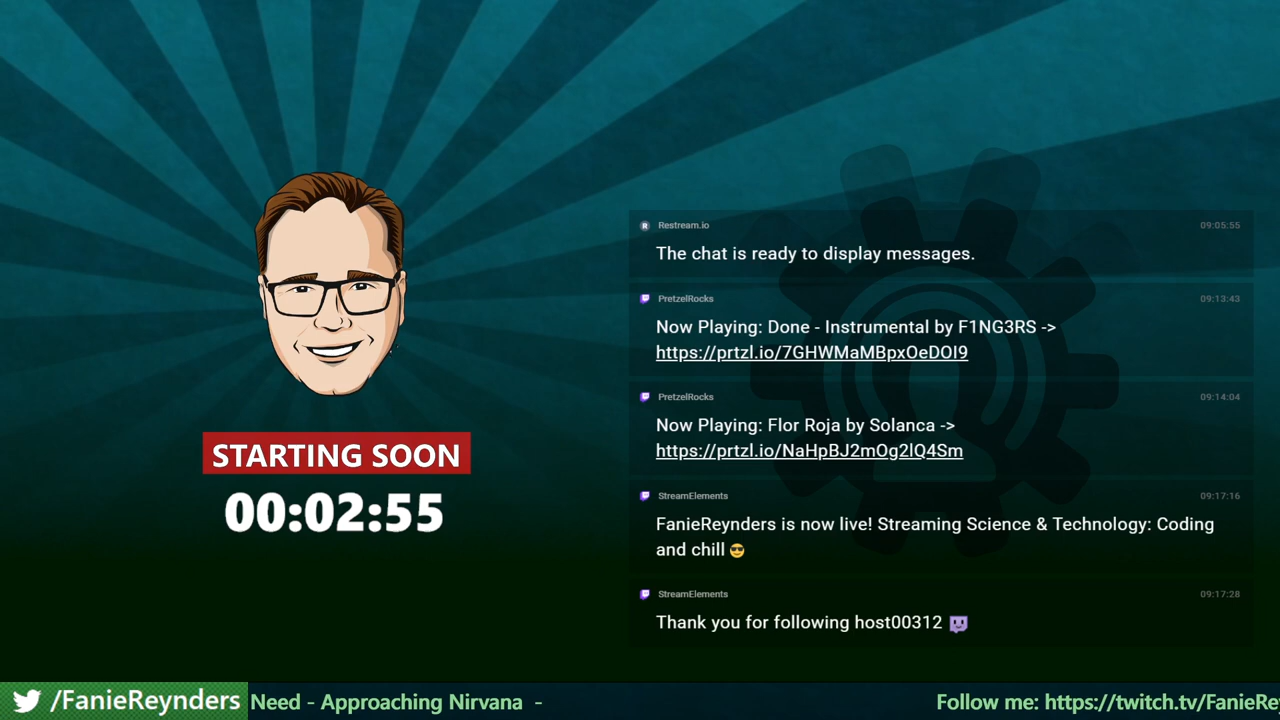 R Restream.io 09:05:55
The chat is ready to display messages.
PretzelRocks 09:13:43
Now Playing: Done - Instrumental by F1NG3RS ->
https://prtzl.io/7GHWMaMBpxOeDOI9
PretzelRocks 09:14:04
Now Playing: Flor Roja by Solanca ->
https://prtzl.io/NaHpBJ2mOg2lQ4Sm
STARTING SOON
00:02:55
StreamElements 09:17:16
FanieReynders is now live! Streaming Science & Technology: Coding
and chill 😎
StreamElements 09:17:28
Thank you for following host00312
/FanieReynders Need - Approaching Nirvana - Follow me: https://twitch.tv/FanieRe